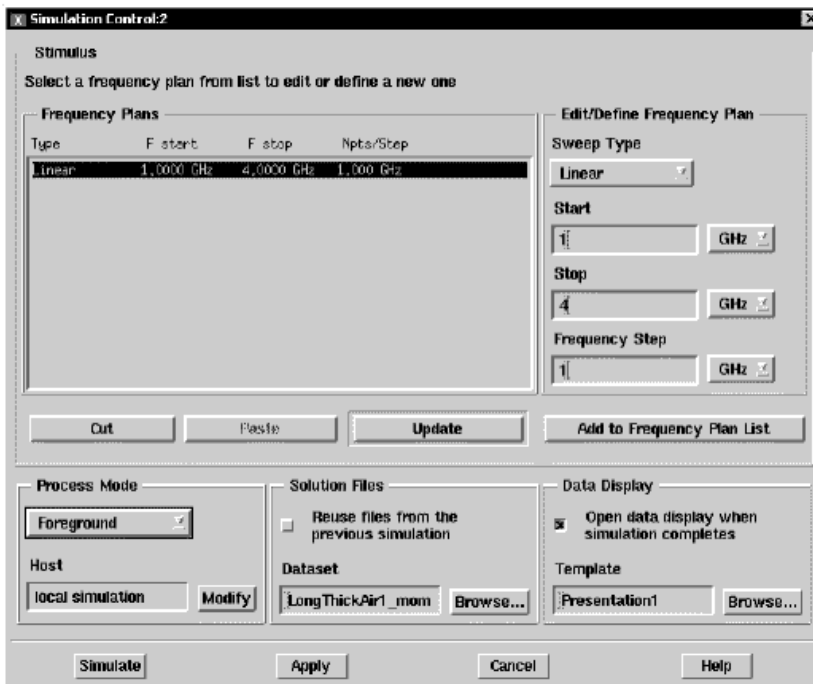 X Simulation Control:2
Stimulus
Select a frequency plan from list to edit or define a new one
Frequency Plans
Type F start F stop Npts/Step
Linear 1.0000 GHz 4.0000 GHz 1.000 GHz
Edit/Define Frequency Plan
Sweep Type
Linear
Start
1 GHz
Stop
4 GHz
Frequency Step
1 GHz
Cut Paste Update Add to Frequency Plan List
Process Mode
Foreground
Host
local simulation Modify
Solution Files
Reuse files from the
previous simulation
Dataset
LongThickAir1_mom Browse...
Data Display
Open data display when
simulation completes
Template
Presentation1 Browse...
Simulate Apply Cancel Help